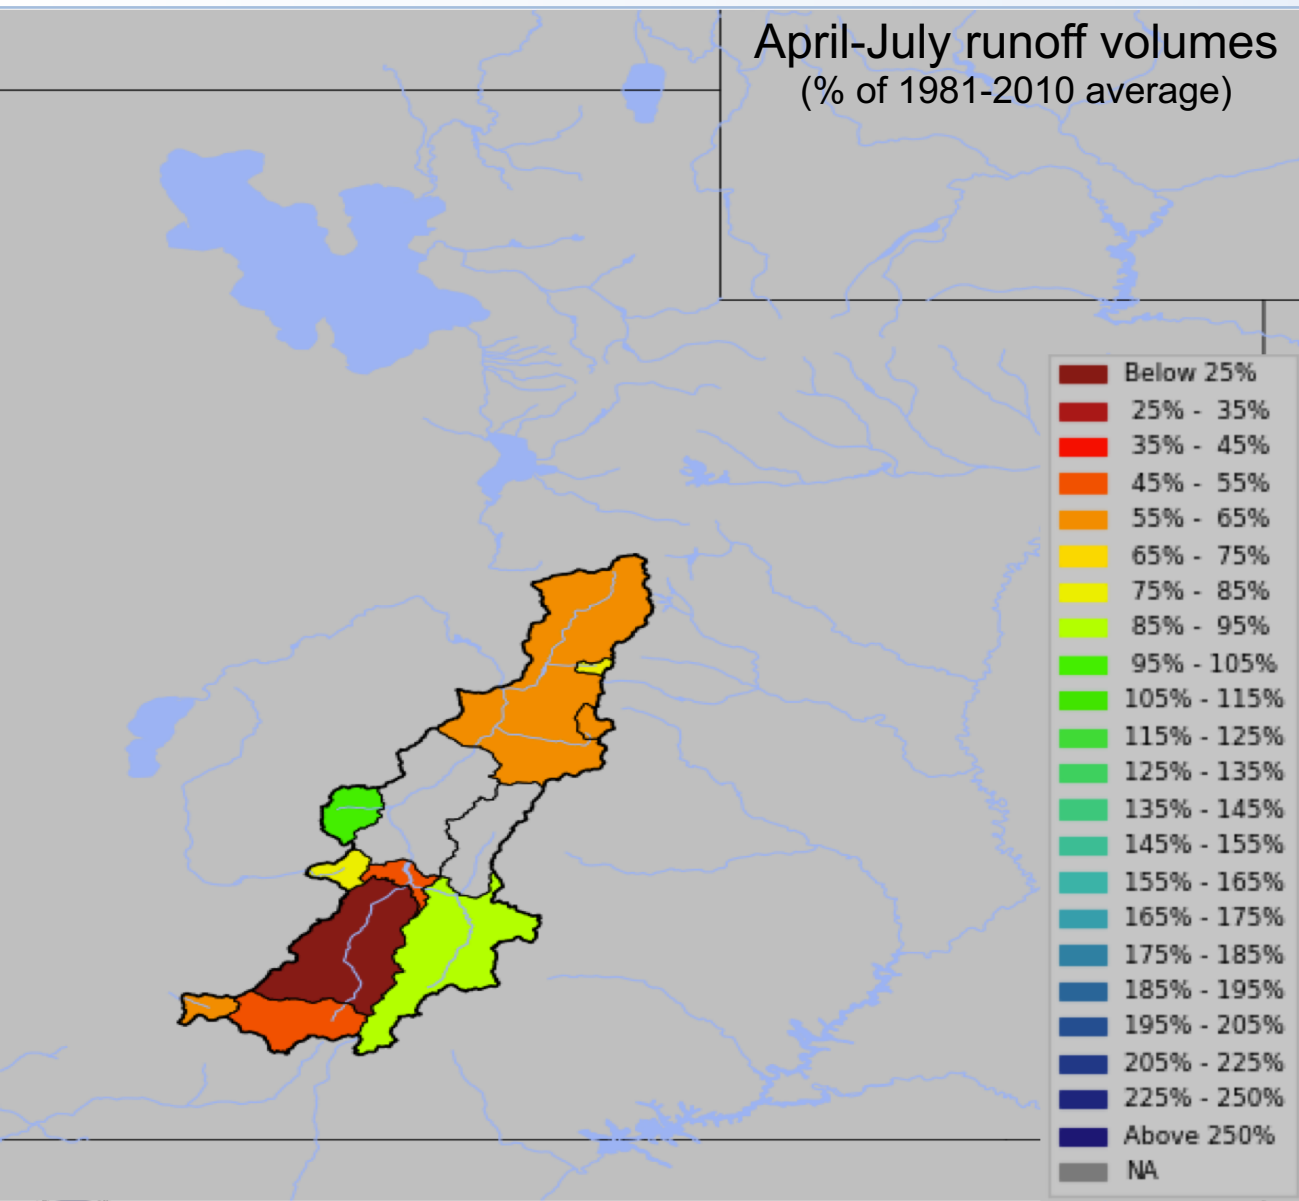 April-July runoff volumes
(% of 1981-2010 average)
Below 25%
25% - 35%
35% - 45%
45% - 55%
55% - 65%
65% - 75%
75% - 85%
85% - 95%
95% - 105%
105% - 115%
115% - 125%
125% - 135%
135% - 145%
145% - 155%
155% - 165%
165% - 175%
175% - 185%
185% - 195%
195% - 205%
205% - 225%
225% - 250%
Above 250%
NA